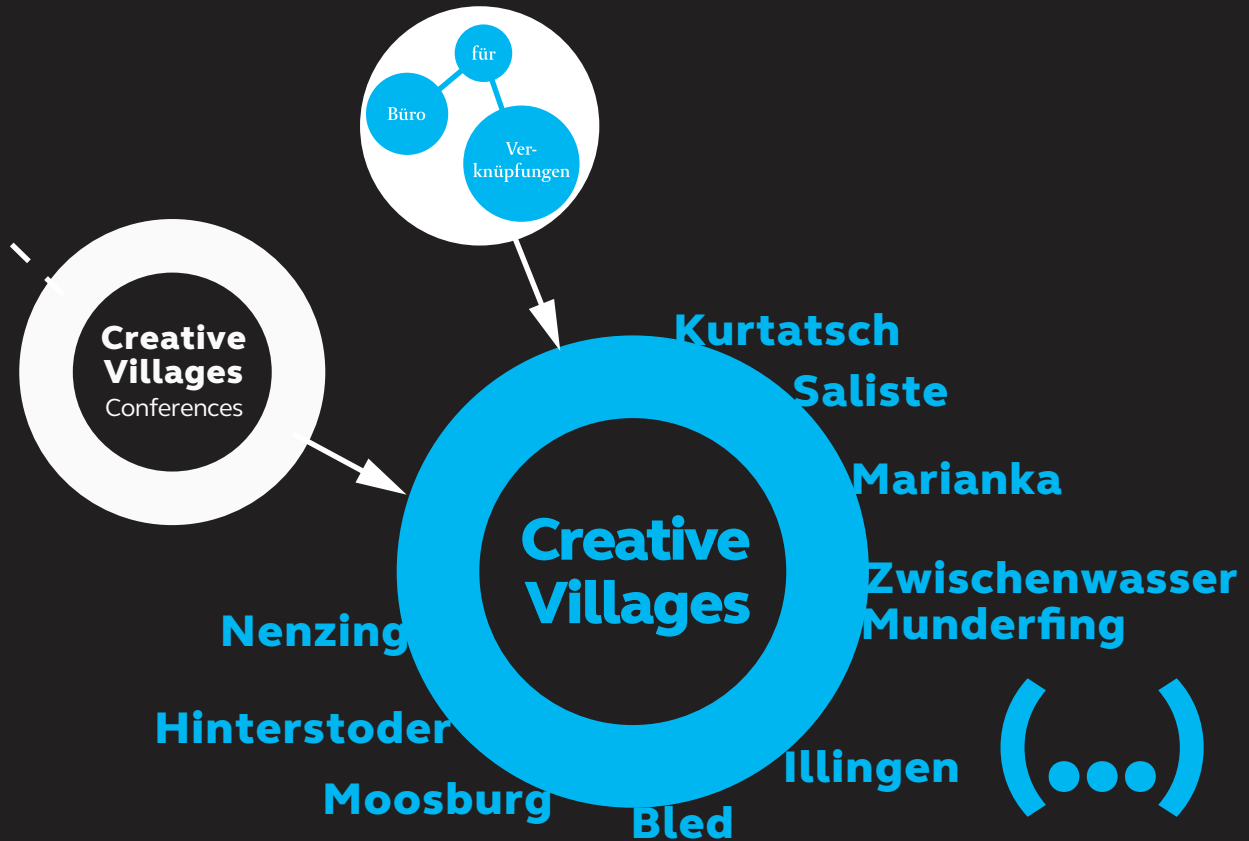 für
Büro
Ver-
knüpfungen
Creative
Villages
Conferences
Kurtatsch
Saliste
Marianka
Zwischenwasser
Munderfing
Illingen
(...)
Bled
Moosburg
Hinterstoder
Nenzing
Creative
Villages